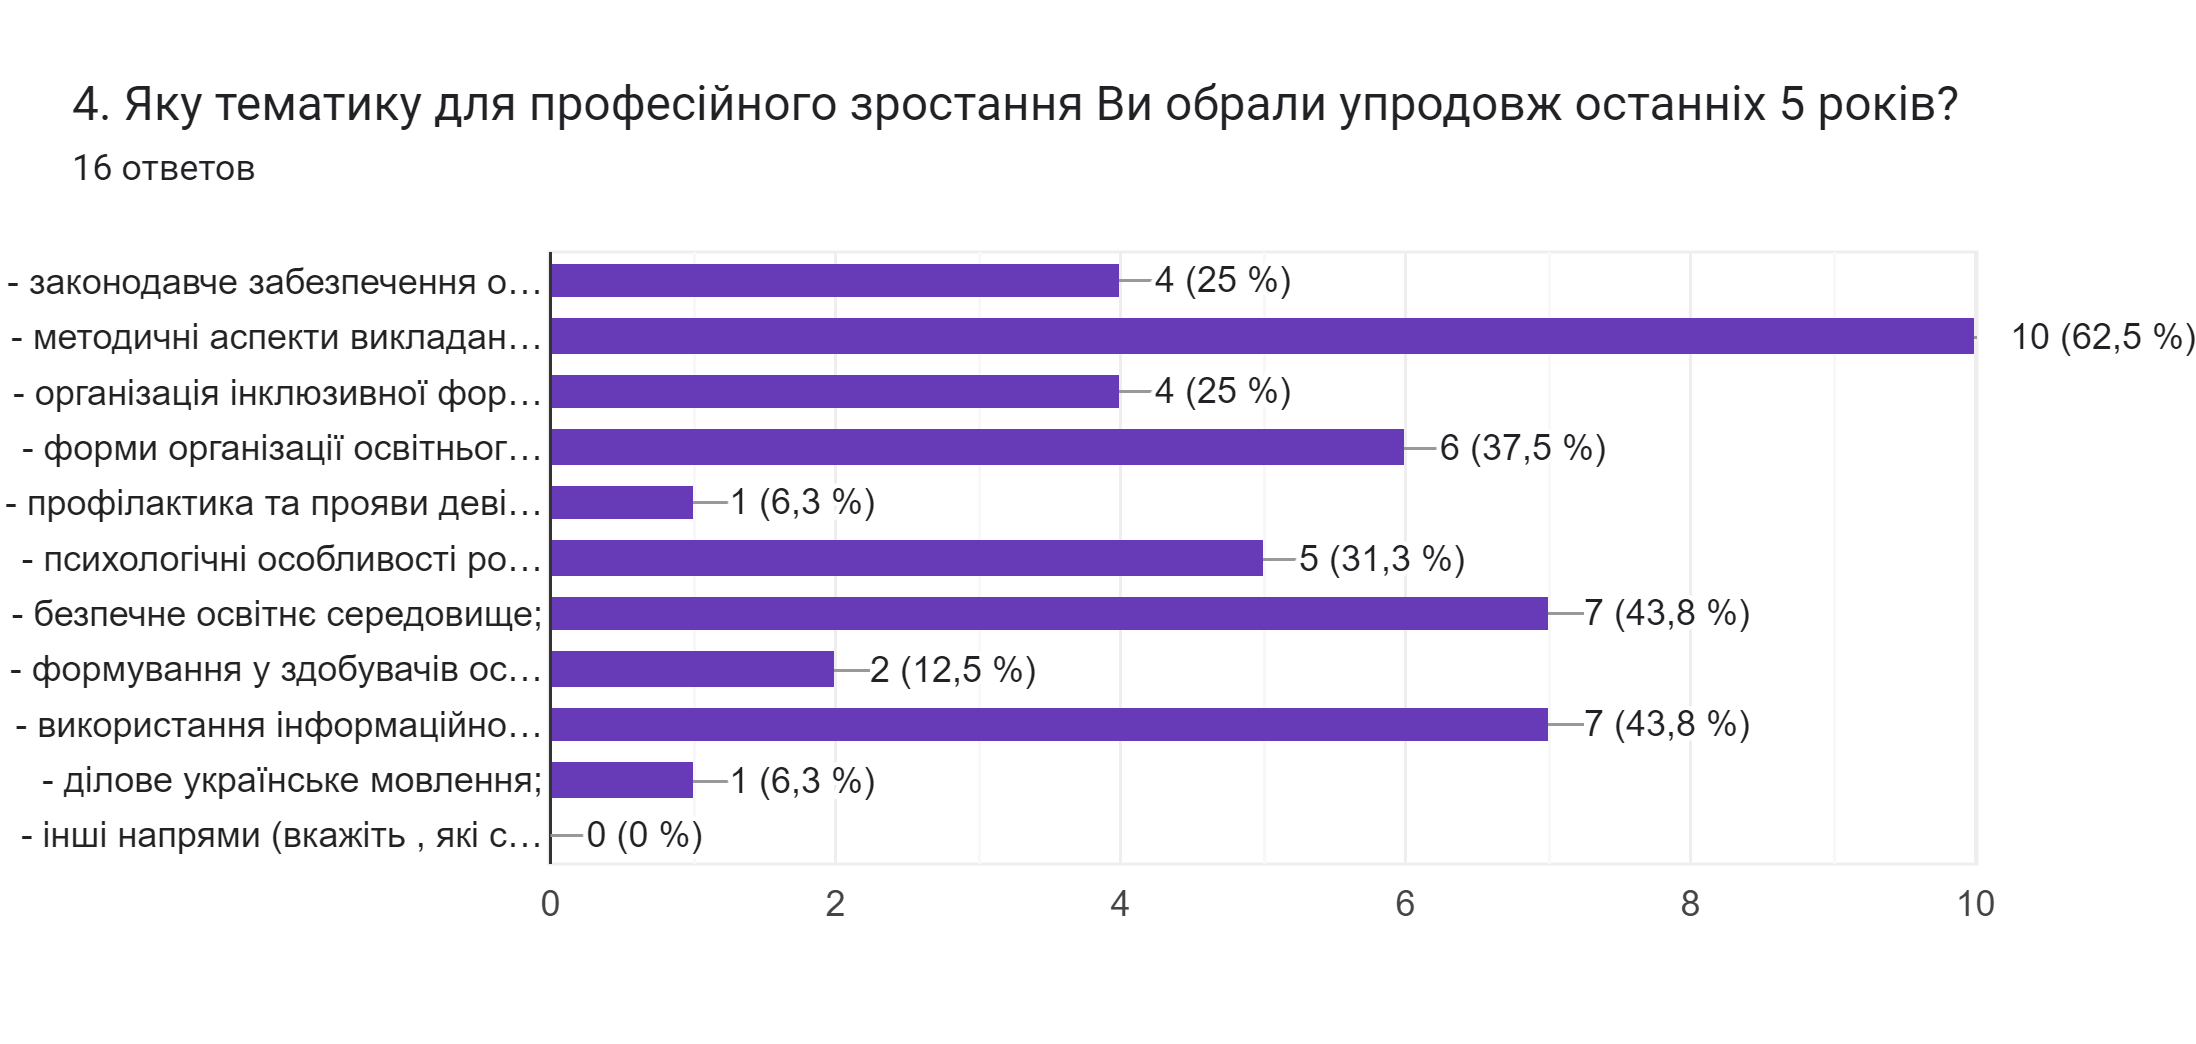 4. Яку тематику для професійного зростання Ви обрали упродовж останніх 5 років?
16 ответов
- законодавче забезпечення о… 4 (25 %)
- методичні аспекти викладан… 10 (62,5 %)
- організація інклюзивної фор… 4 (25 %)
- форми організації освітньог… 6 (37,5 %)
- профілактика та прояви деві… 1 (6,3 %)
- психологічні особливості ро… 5 (31,3 %)
- безпечне освітнє середовище; 7 (43,8 %)
- формування у здобувачів ос… 2 (12,5 %)
- використання інформаційно… 7 (43,8 %)
- ділове українське мовлення; 1 (6,3 %)
- інші напрями (вкажіть , які с… 0 (0 %)
0 2 4 6 8 10